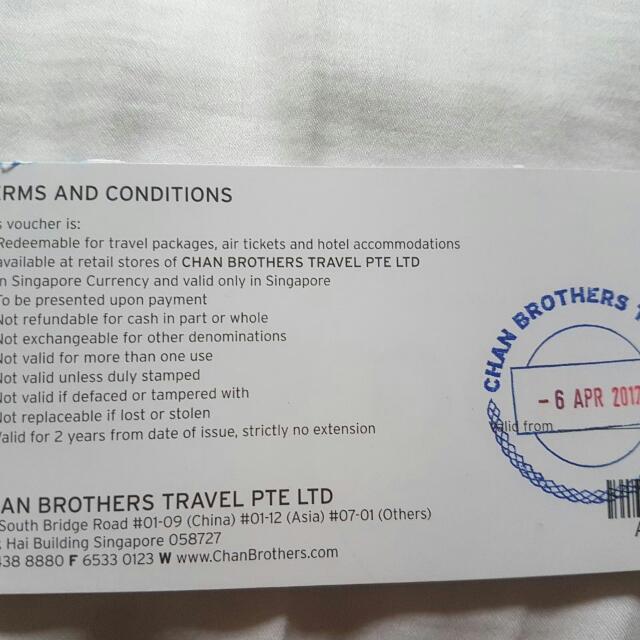 ERMS AND CONDITIONS
s voucher is:
Redeemable for travel packages, air tickets and hotel accommodations
available at retail stores of CHAN BROTHERS TRAVEL PTE LTD
n Singapore Currency and valid only in Singapore
To be presented upon payment
Not refundable for cash in part or whole
Not exchangeable for other denominations
Not valid for more than one use
Not valid unless duly stamped
Not valid if defaced or tampered with
Not replaceable if lost or stolen
Valid for 2 years from date of issue, strictly no extension
CHAN BROTHERS
- 6 APR 2017
valid from
HAN BROTHERS TRAVEL PTE LTD
South Bridge Road #01-09 (China) #01-12 (Asia) #07-01 (Others)
Hai Building Singapore 058727
438 8880 F 6533 0123 W www.ChanBrothers.com